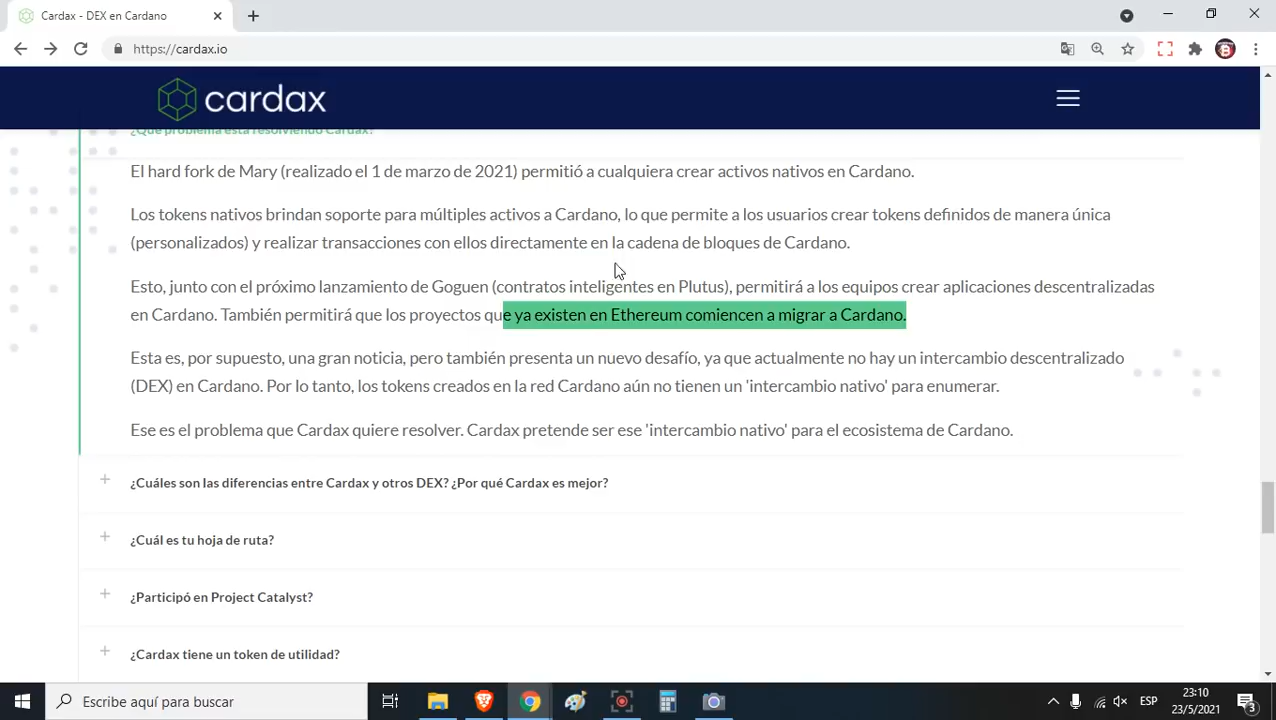 Cardax - DEX en Cardano
https://cardax.io
cardax
¿Qué problema está resolviendo Cardax?
El hard fork de Mary (realizado el 1 de marzo de 2021) permitió a cualquiera crear activos nativos en Cardano.
Los tokens nativos brindan soporte para múltiples activos a Cardano, lo que permite a los usuarios crear tokens definidos de manera única
(personalizados) y realizar transacciones con ellos directamente en la cadena de bloques de Cardano.
Esto, junto con el próximo lanzamiento de Goguen (contratos inteligentes en Plutus), permitirá a los equipos crear aplicaciones descentralizadas
en Cardano. También permitirá que los proyectos que ya existen en Ethereum comiencen a migrar a Cardano.
Esta es, por supuesto, una gran noticia, pero también presenta un nuevo desafío, ya que actualmente no hay un intercambio descentralizado
(DEX) en Cardano. Por lo tanto, los tokens creados en la red Cardano aún no tienen un 'intercambio nativo' para enumerar.
Ese es el problema que Cardax quiere resolver. Cardax pretende ser ese 'intercambio nativo' para el ecosistema de Cardano.
¿Cuáles son las diferencias entre Cardax y otros DEX? ¿Por qué Cardax es mejor?
¿Cuál es tu hoja de ruta?
¿Participó en Project Catalyst?
¿Cardax tiene un token de utilidad?
Escribe aquí para buscar
ESP
23:10
23/5/2021
3